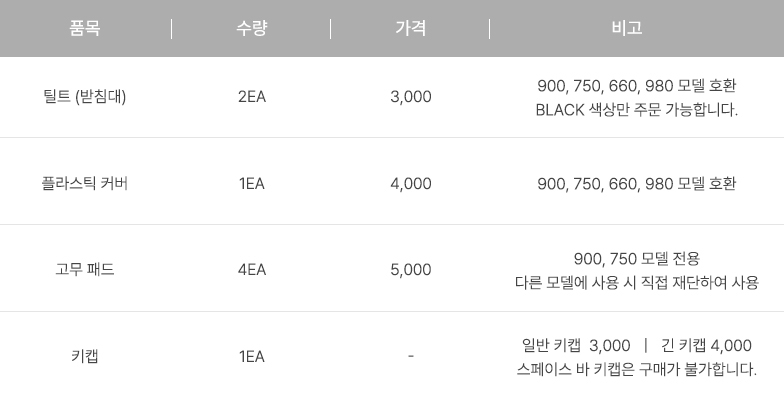 품목 수량 가격 비고
틸트 (받침대) 2EA 3,000 900, 750, 660, 980 모델 호환
BLACK 색상만 주문 가능합니다.
플라스틱 커버 1EA 4,000 900, 750, 660, 980 모델 호환
고무 패드 4EA 5,000 900, 750 모델 전용
다른 모델에 사용 시 직접 재단하여 사용
키캡 1EA - 일반 키캡 3,000 | 긴 키캡 4,000
스페이스 바 키캡은 구매가 불가합니다.